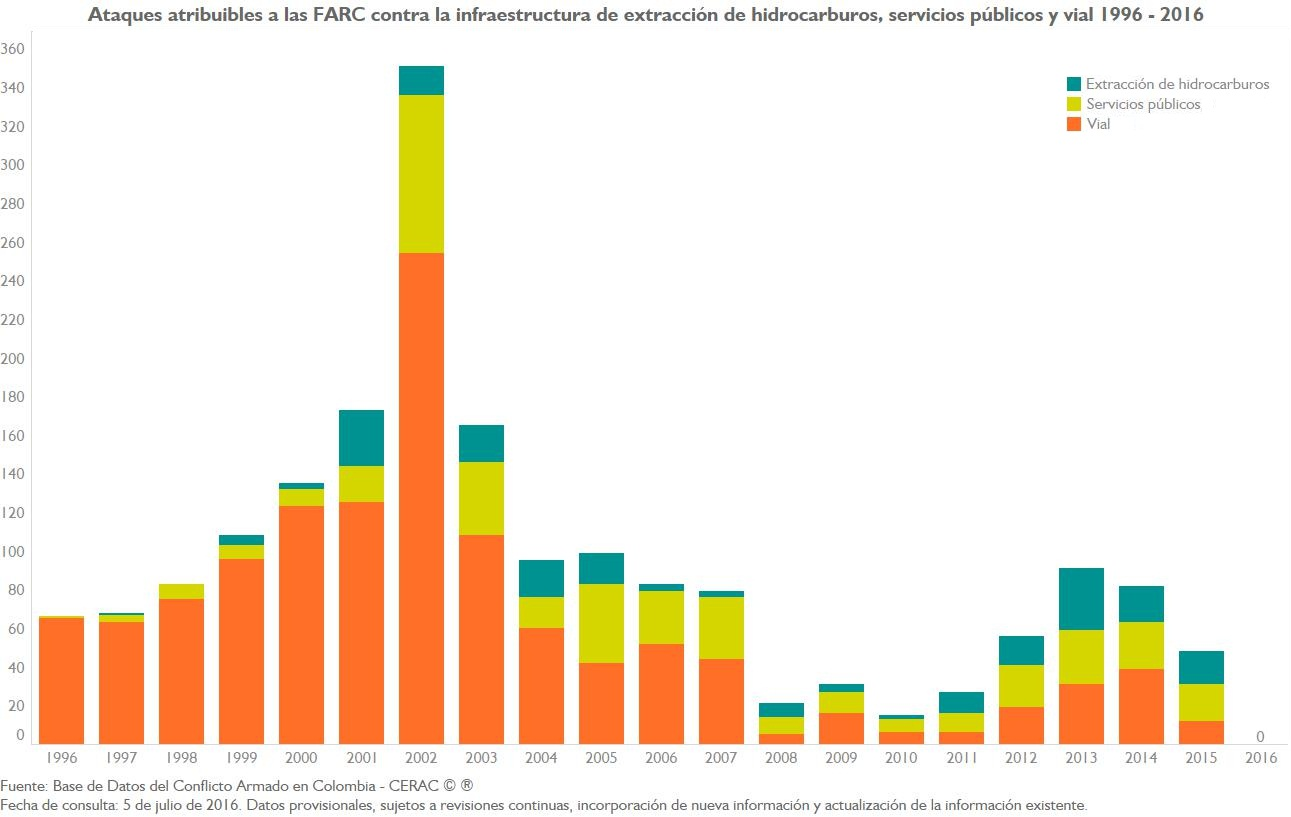 Ataques atribuibles a las FARC contra la infraestructura de extracción de hidrocarburos, servicios públicos y vial 1996 - 2016
360
340
320
300
280
260
240
220
200
180
160
140
120
100
80
60
40
20
0
Extracción de hidrocarburos
Servicios públicos
Vial
0
1996 1997 1998 1999 2000 2001 2002 2003 2004 2005 2006 2007 2008 2009 2010 2011 2012 2013 2014 2015 2016
Fuente: Base de Datos del Conflicto Armado en Colombia - CERAC © ®
Fecha de consulta: 5 de julio de 2016. Datos provisionales, sujetos a revisiones continuas, incorporación de nueva información y actualización de la información existente.